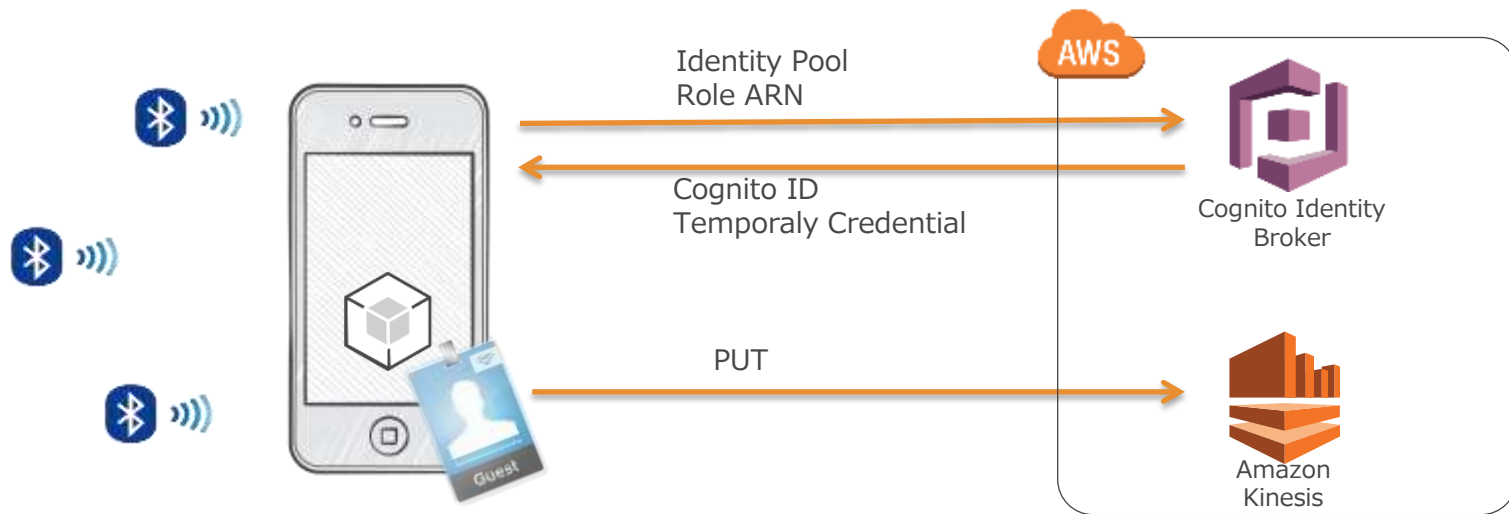 AWS
Identity Pool
Role ARN
Cognito ID
Temporaly Credential
Cognito Identity
Broker
PUT
Guest
Amazon
Kinesis